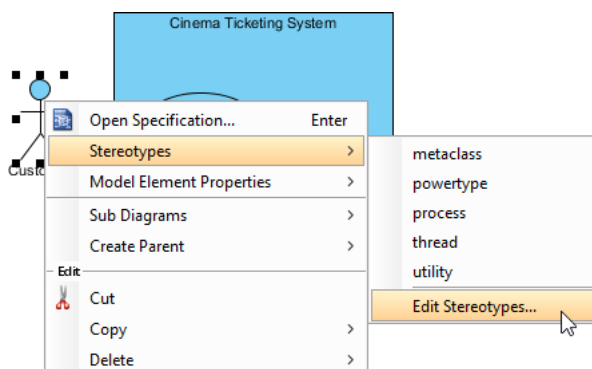 Cinema Ticketing System
Custo
Open Specification... Enter
Stereotypes
Model Element Properties
Sub Diagrams
Create Parent
Edit
Cut
Copy
Delete
metaclass
powertype
process
thread
utility
Edit Stereotypes...